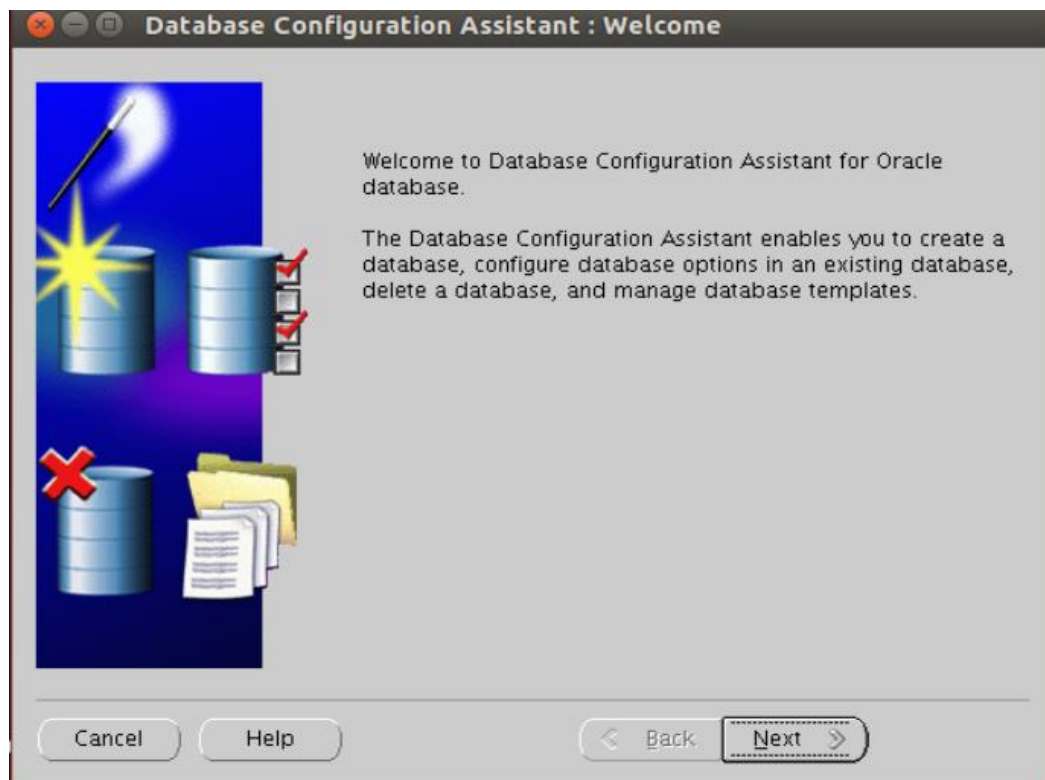 Database Configuration Assistant : Welcome
Welcome to Database Configuration Assistant for Oracle
database.
The Database Configuration Assistant enables you to create a
database, configure database options in an existing database,
delete a database, and manage database templates.
Cancel
Help
Back
Next